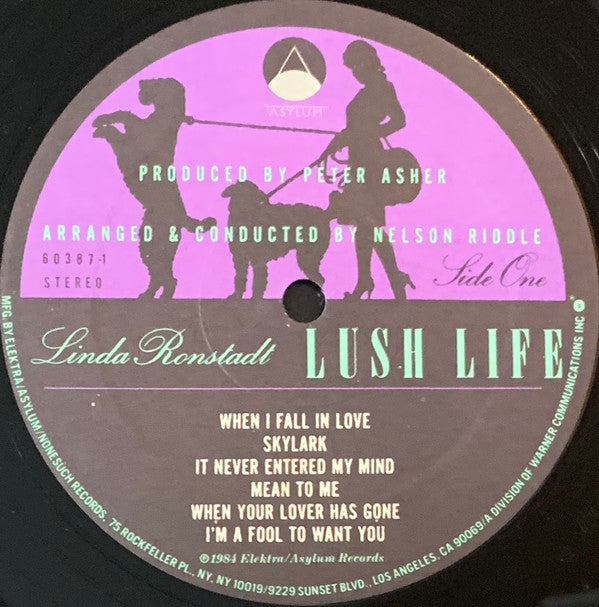 ASYLUM
PRODUCED BY PETER ASHER
ARRANGED & CONDUCTED BY NELSON RIDDLE
60387-1
STEREO
Side One
Linda Ronstadt LUSH LIFE
WHEN I FALL IN LOVE
SKYLARK
IT NEVER ENTERED MY MIND
MEAN TO ME
WHEN YOUR LOVER HAS GONE
I'M A FOOL TO WANT YOU
℗1984 Elektra/Asylum Records
MFG. BY ELEKTRA/ASYLUM/NONESUCH RECORDS, 75 ROCKFELLER PL., NY, NY 10019/9229 SUNSET BLVD., LOS ANGELES, CA 90069/A DIVISION OF WARNER COMMUNICATIONS INC